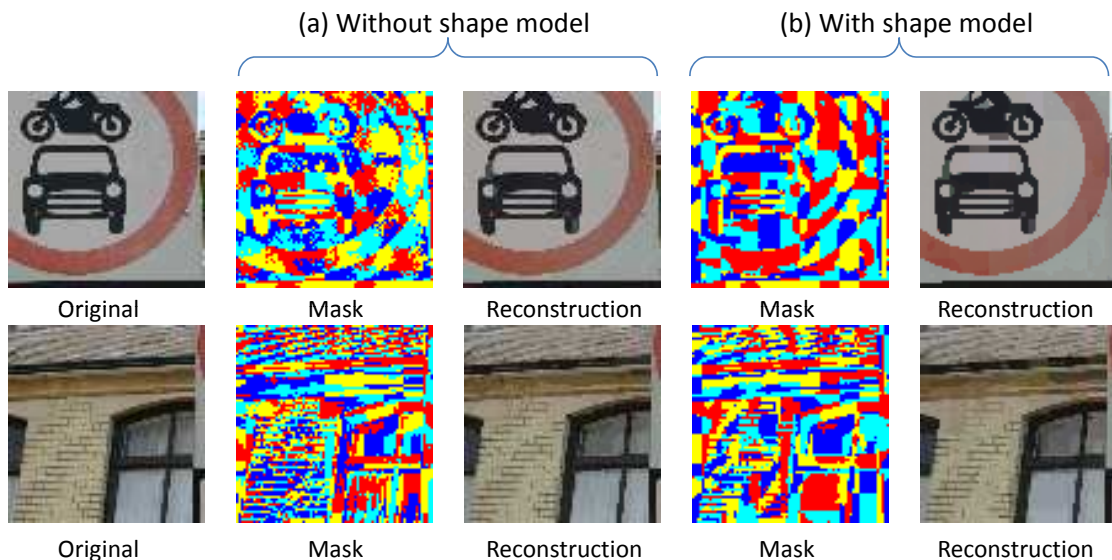 (a) Without shape model (b) With shape model
Original Mask Reconstruction Mask Reconstruction
Original Mask Reconstruction Mask Reconstruction